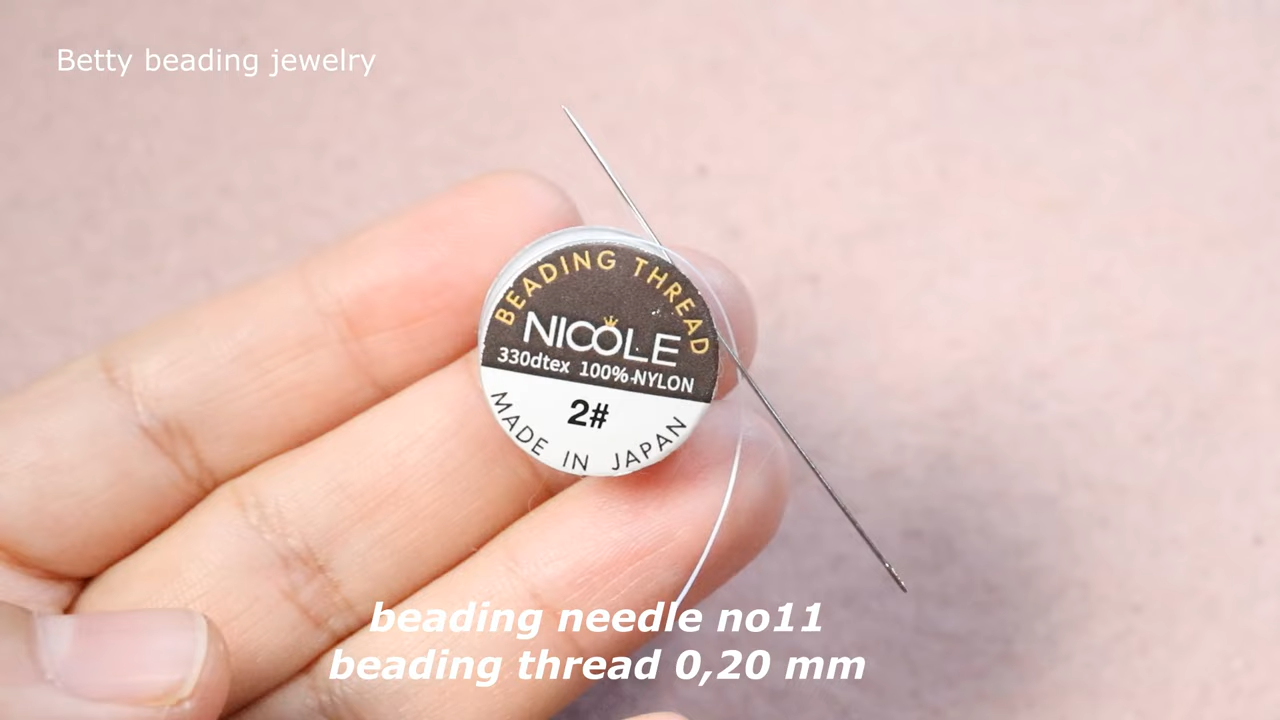 Betty beading jewelry
BEADING THREAD
NICOLE
330dtex 100% NYLON
2#
MADE IN JAPAN
beading needle no11
beading thread 0,20 mm